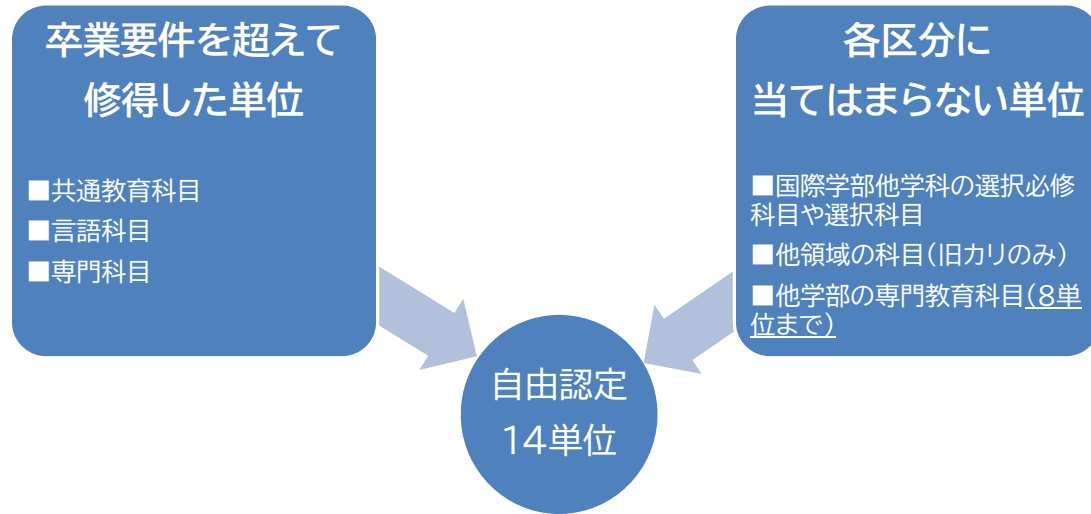 卒業要件を超えて
修得した単位
■共通教育科目
■言語科目
■専門科目
各区分に
当てはまらない単位
■国際学部他学科の選択必修
科目や選択科目
■他領域の科目(旧カリのみ)
■他学部の専門教育科目(8単
位まで)
自由認定
14単位